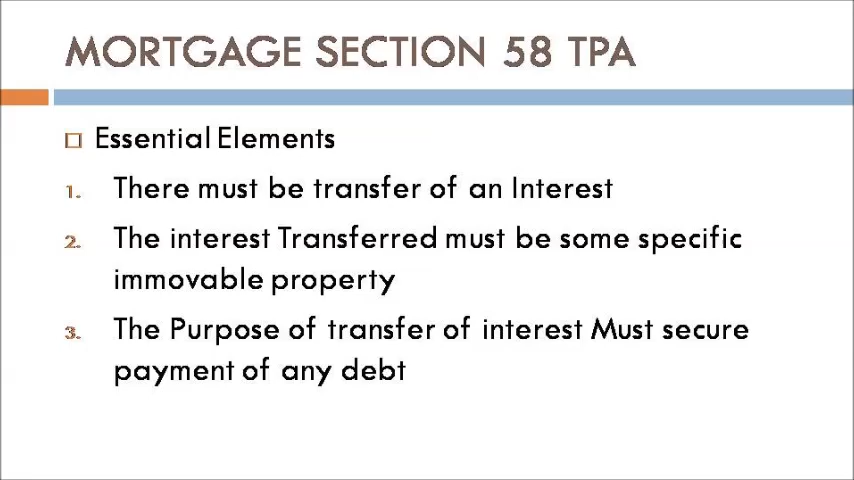 MORTGAGE SECTION 58 TPA
Essential Elements
1. There must be transfer of an Interest
2. The interest Transferred must be some specific
immovable property
3. The Purpose of transfer of interest Must secure
payment of any debt